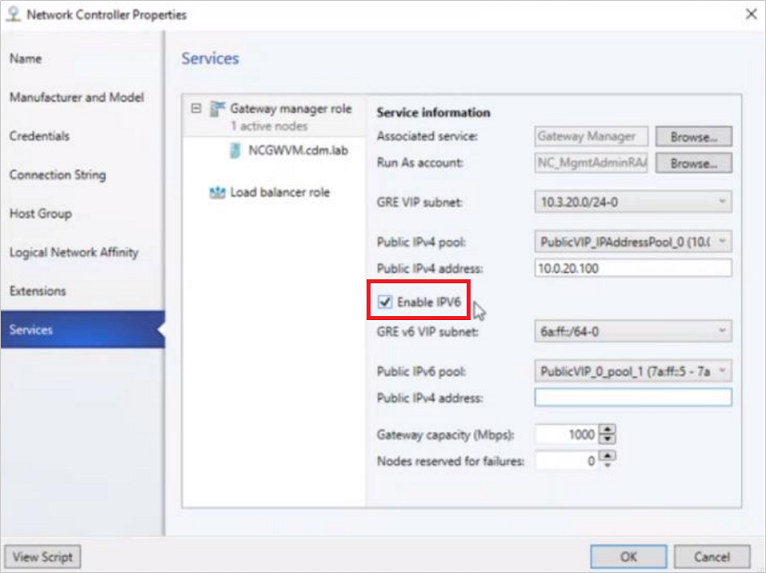 Network Controller Properties
Name
Manufacturer and Model
Credentials
Connection String
Host Group
Logical Network Affinity
Extensions
Services
Services
Gateway manager role
1 active nodes
NCGWVM.cdm.lab
Load balancer role
Service information
Associated service: Gateway Manager Browse...
Run As account: NC_MgmtAdminRA Browse...
GRE VIP subnet: 10.3.20.0/24-0
Public IPv4 pool: PublicVIP_IPAddressPool_0 (10.(
Public IPv4 address: 10.0.20.100
Enable IPV6
GRE v6 VIP subnet: 6a:ff::/64-0
Public IPv6 pool: PublicVIP_0_pool_1 (7a:ff::5 - 7a
Public IPv4 address:
Gateway capacity (Mbps): 1000
Nodes reserved for failures: 0
View Script OK Cancel